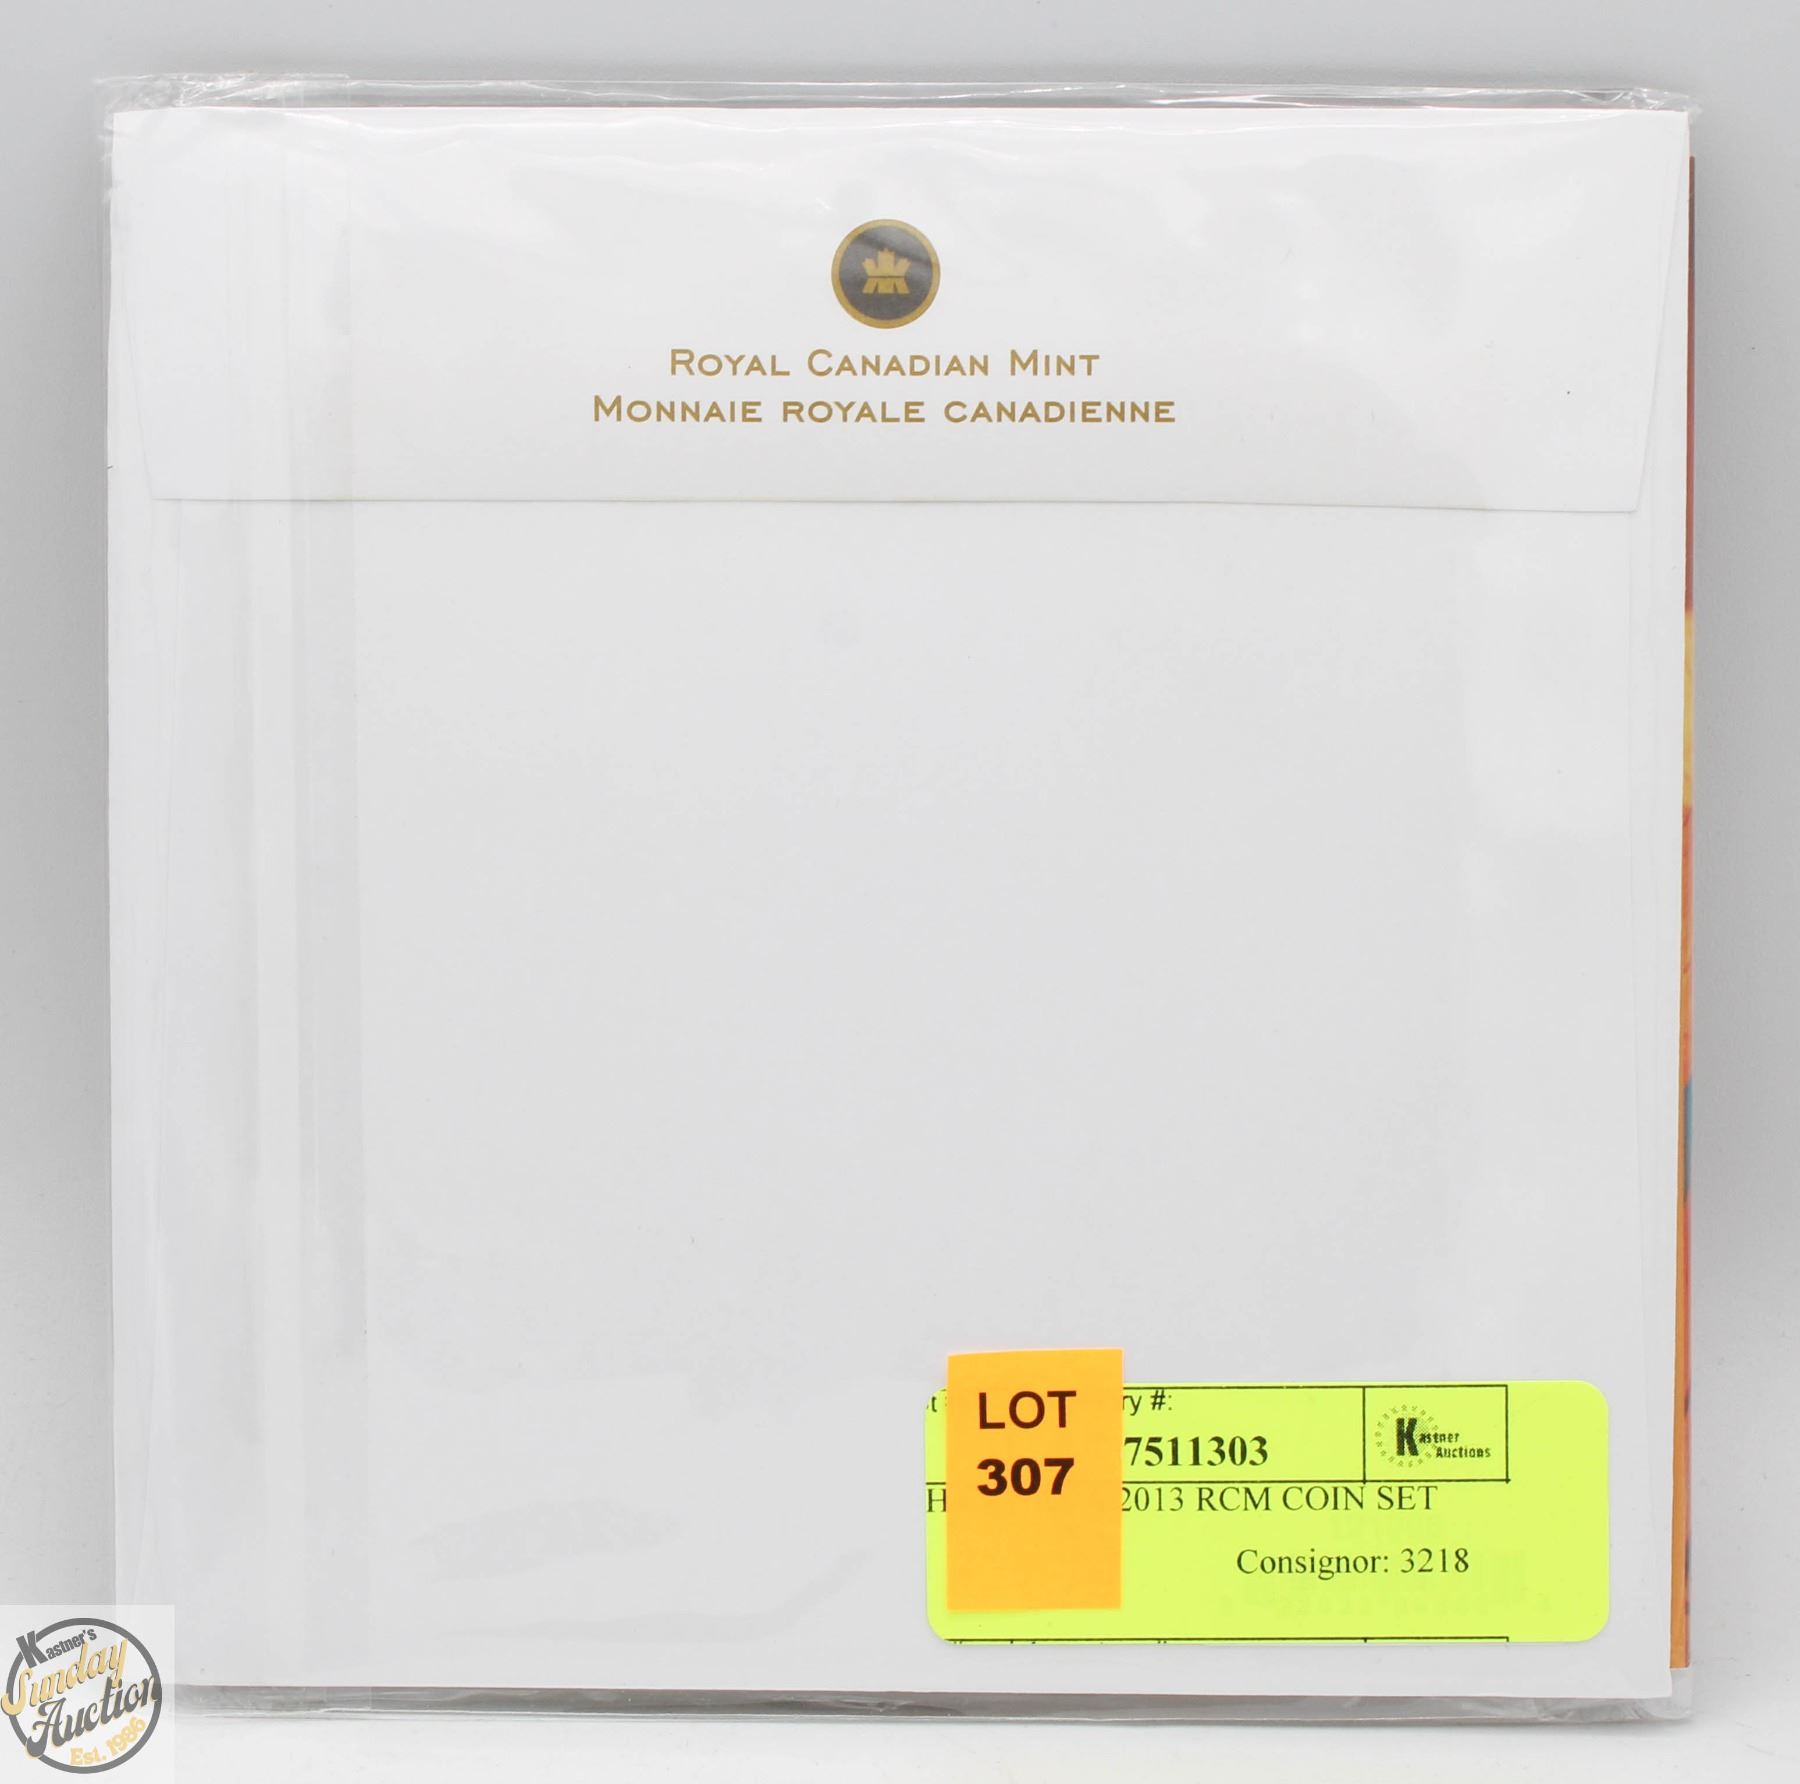 ROYAL CANADIAN MINT
MONNAIE ROYALE CANADIENNE
LOT
307
ry #:
7511303
Kastner
Auctions
H 2013 RCM COIN SET
Consignor: 3218
Kastner's
Sunday
Auction
Est. 1986